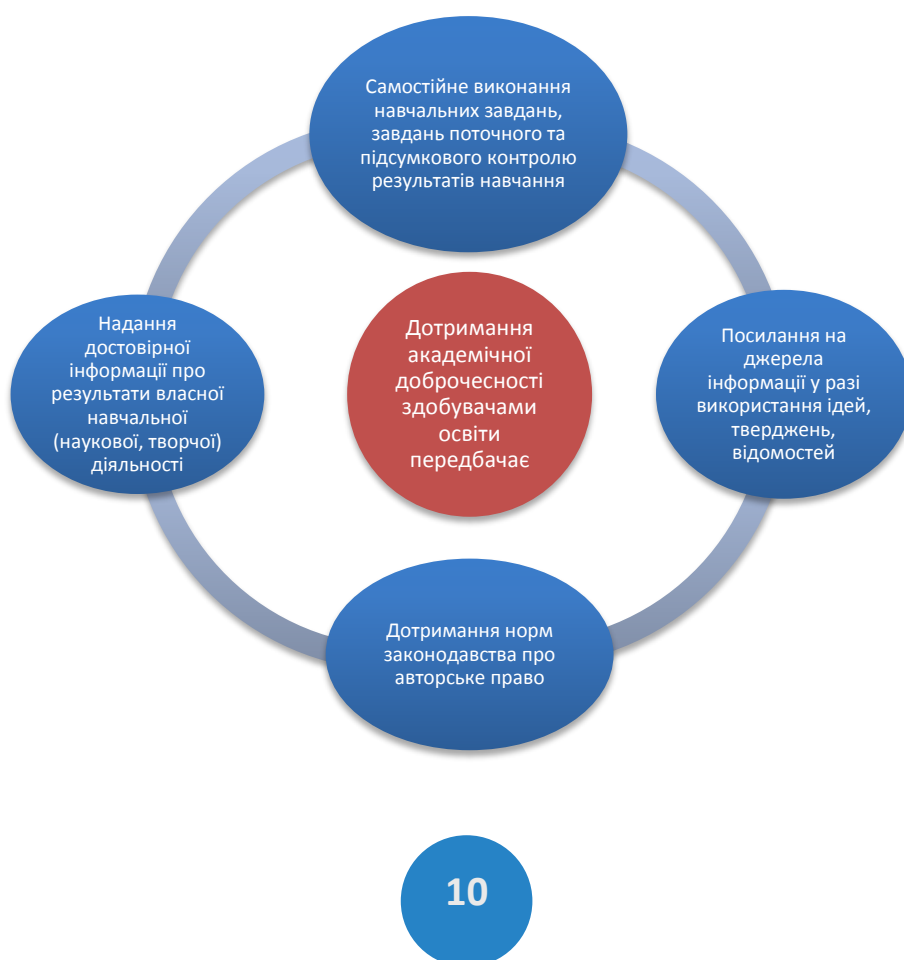 Самостійне виконання
навчальних завдань,
завдань поточного та
підсумкового контролю
результатів навчання
Надання
достовірної
інформації про
результати власної
навчальної
(наукової, творчої)
діяльності
Дотримання
академічної
доброчесності
здобувачами
освіти
передбачає
Посилання на
джерела
інформації у разі
використання ідей,
тверджень,
відомостей
Дотримання норм
законодавства про
авторське право
10